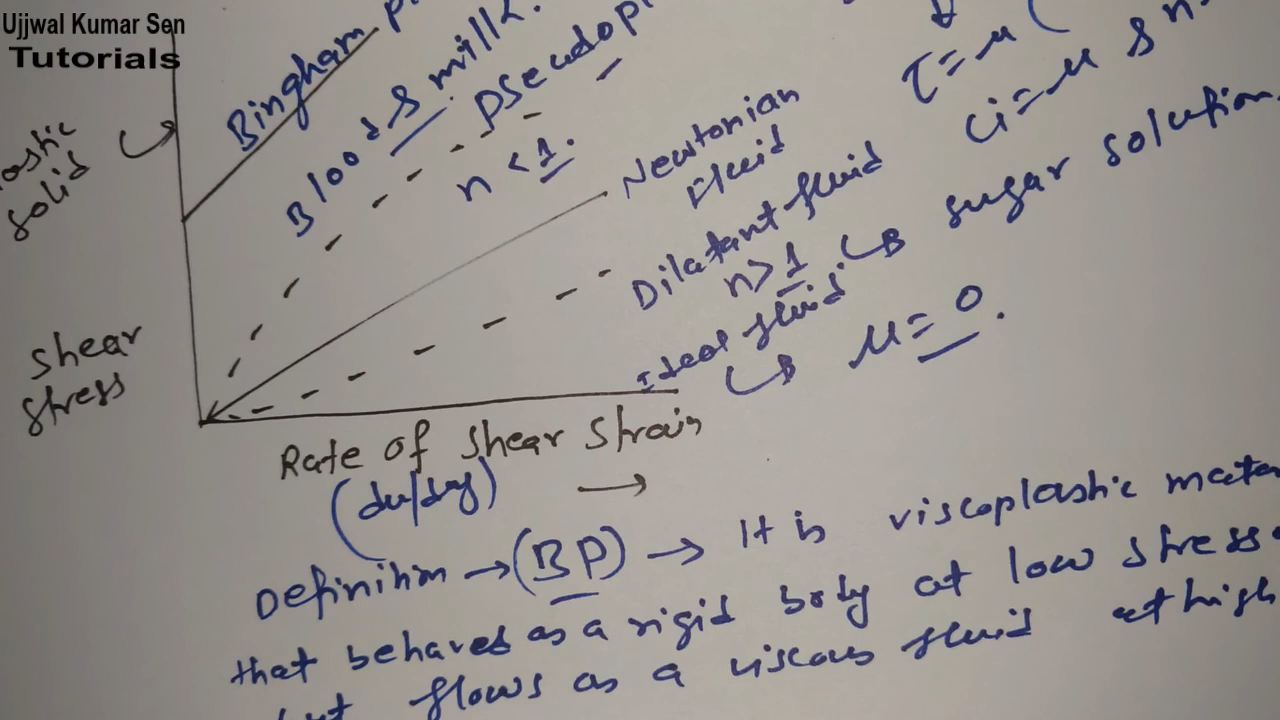 Ujjwal Kumar Sen
Tutorials
Bingham
Blood & milk.
n < 1.
Newtonian
Fluid
Dilatant fluid
n > 1
sugar solution
Ideal fluid
μ = 0.
τ = μ (
solid
Shear
stress
Rate of Shear Strain
(du/dy)
Definition → (BP) → It is viscoplastic
that behaves as a rigid body at low stress
flows as a viscous fluid at high